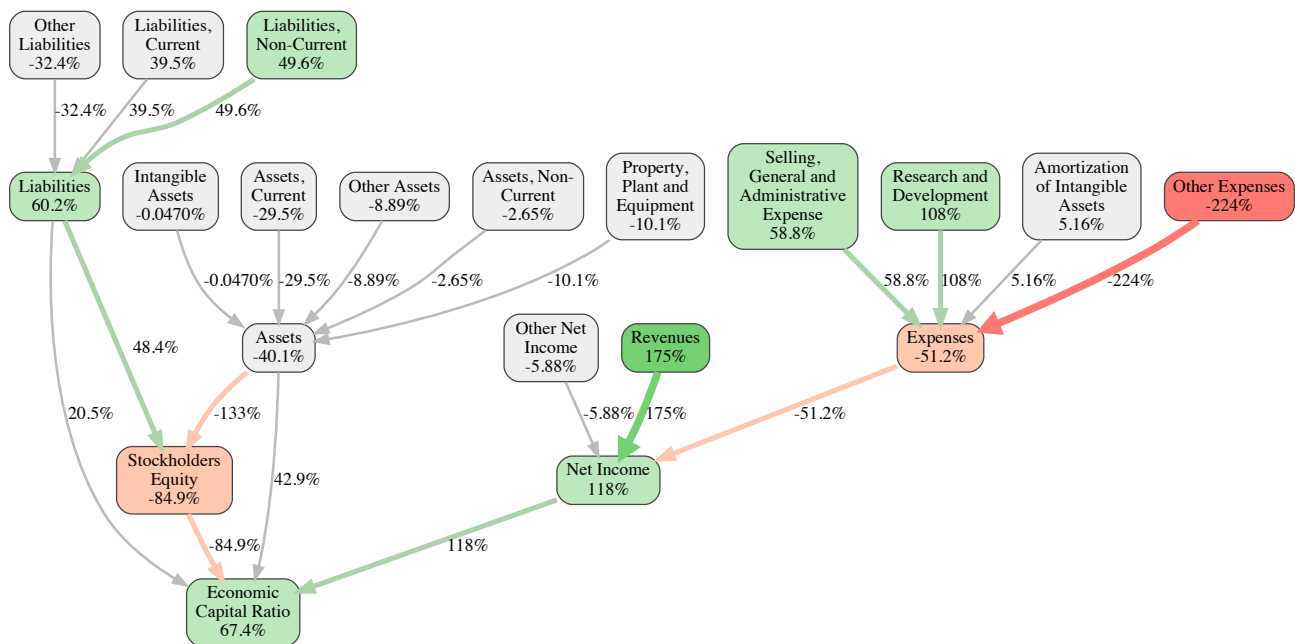 Other
Liabilities
-32.4%
Liabilities,
Current
39.5%
Liabilities,
Non-Current
49.6%
-32.4%
39.5%
49.6%
Liabilities
60.2%
Intangible
Assets
-0.0470%
Assets,
Current
-29.5%
Other Assets
-8.89%
Assets, Non-
Current
-2.65%
Property,
Plant and
Equipment
-10.1%
Selling,
General and
Administrative
Expense
58.8%
Research and
Development
108%
Amortization
of Intangible
Assets
5.16%
Other Expenses
-224%
-0.0470%
-29.5%
-8.89%
-2.65%
-10.1%
58.8%
108%
5.16%
-224%
48.4%
Assets
-40.1%
Other Net
Income
-5.88%
Revenues
175%
Expenses
-51.2%
20.5%
-133%
-5.88%
175%
-51.2%
Stockholders
Equity
-84.9%
42.9%
Net Income
118%
-84.9%
118%
Economic
Capital Ratio
67.4%